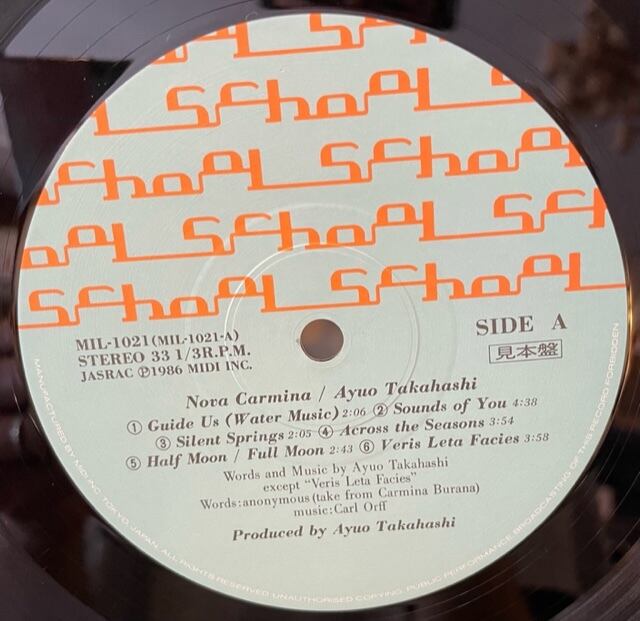 School
School School
School School School
School School School
School School School
MIL-1021(MIL-1021-A)
STEREO 33 1/3R.P.M.
JASRAC Ⓟ1986 MIDI INC.
SIDE A
見本盤
Nova Carmina / Ayuo Takahashi
① Guide Us (Water Music) 2:06 ② Sounds of You 4:38
③ Silent Springs 2:05 ④ Across the Seasons 3:54
⑤ Half Moon / Full Moon 2:43 ⑥ Veris Leta Facies 3:58
Words and Music by Ayuo Takahashi
except "Veris Leta Facies"
Words:anonymous(take from Carmina Burana)
music:Carl Orff
Produced by Ayuo Takahashi
MANUFACTURED BY MIDI INC. TOKYO JAPAN. ALL RIGHTS RESERVED UNAUTHORISED COPYING. PUBLIC PERFORMANCE BROADCASTING OF THIS RECORD FORBIDDEN